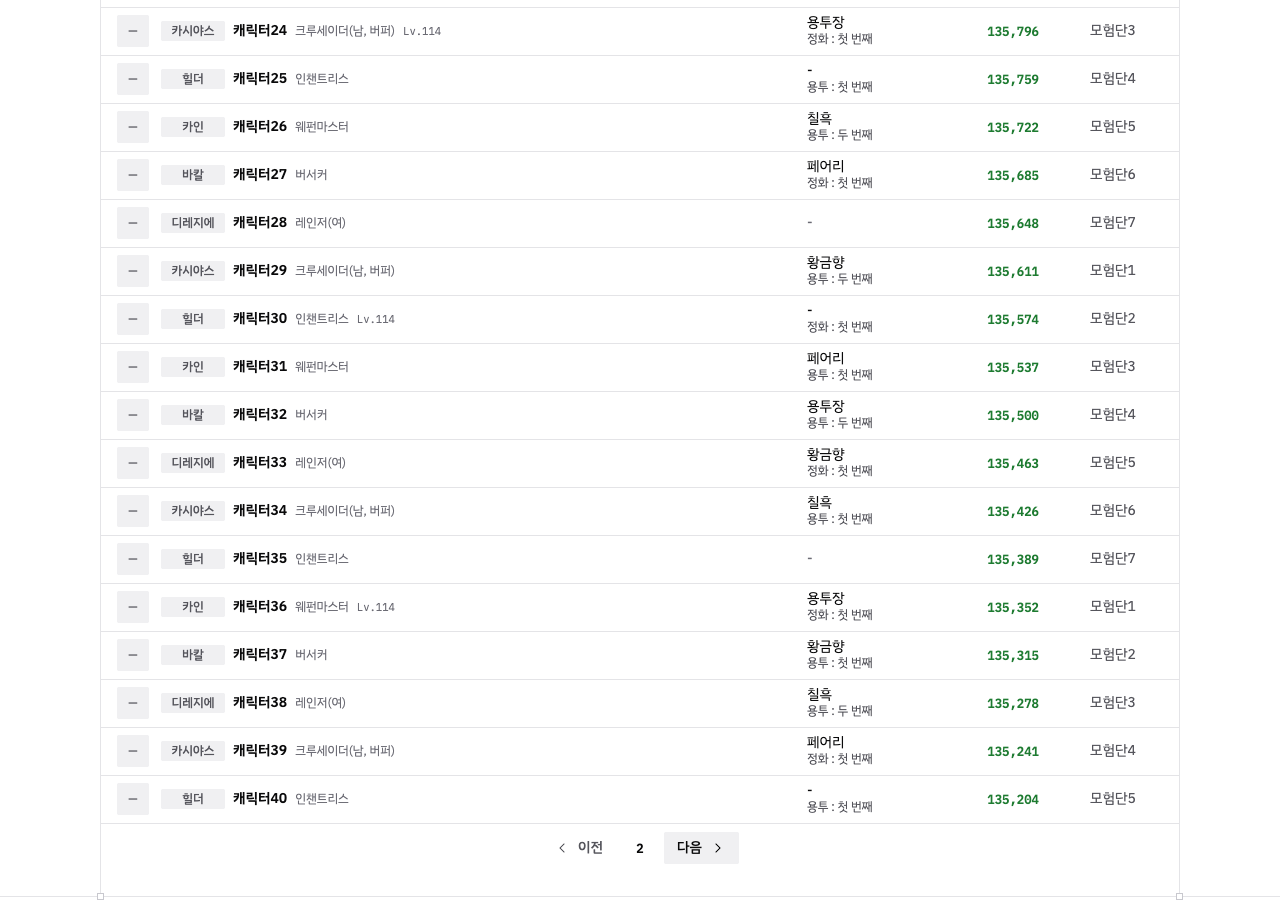 – 카시야스 캐릭터24 크루세이더(남, 버퍼) Lv.114 용투장 135,796 모험단3
정화 : 첫 번째
– 힐더 캐릭터25 인챈트리스 - 135,759 모험단4
용투 : 첫 번째
– 카인 캐릭터26 웨펀마스터 칠흑 135,722 모험단5
용투 : 두 번째
– 바칼 캐릭터27 버서커 페어리 135,685 모험단6
정화 : 첫 번째
– 디레지에 캐릭터28 레인저(여) - 135,648 모험단7
– 카시야스 캐릭터29 크루세이더(남, 버퍼) 황금향 135,611 모험단1
용투 : 두 번째
– 힐더 캐릭터30 인챈트리스 Lv.114 - 135,574 모험단2
정화 : 첫 번째
– 카인 캐릭터31 웨펀마스터 페어리 135,537 모험단3
용투 : 첫 번째
– 바칼 캐릭터32 버서커 용투장 135,500 모험단4
용투 : 두 번째
– 디레지에 캐릭터33 레인저(여) 황금향 135,463 모험단5
정화 : 첫 번째
– 카시야스 캐릭터34 크루세이더(남, 버퍼) 칠흑 135,426 모험단6
용투 : 첫 번째
– 힐더 캐릭터35 인챈트리스 - 135,389 모험단7
– 카인 캐릭터36 웨펀마스터 Lv.114 용투장 135,352 모험단1
정화 : 첫 번째
– 바칼 캐릭터37 버서커 황금향 135,315 모험단2
용투 : 첫 번째
– 디레지에 캐릭터38 레인저(여) 칠흑 135,278 모험단3
용투 : 두 번째
– 카시야스 캐릭터39 크루세이더(남, 버퍼) 페어리 135,241 모험단4
정화 : 첫 번째
– 힐더 캐릭터40 인챈트리스 - 135,204 모험단5
용투 : 첫 번째
이전 2 다음